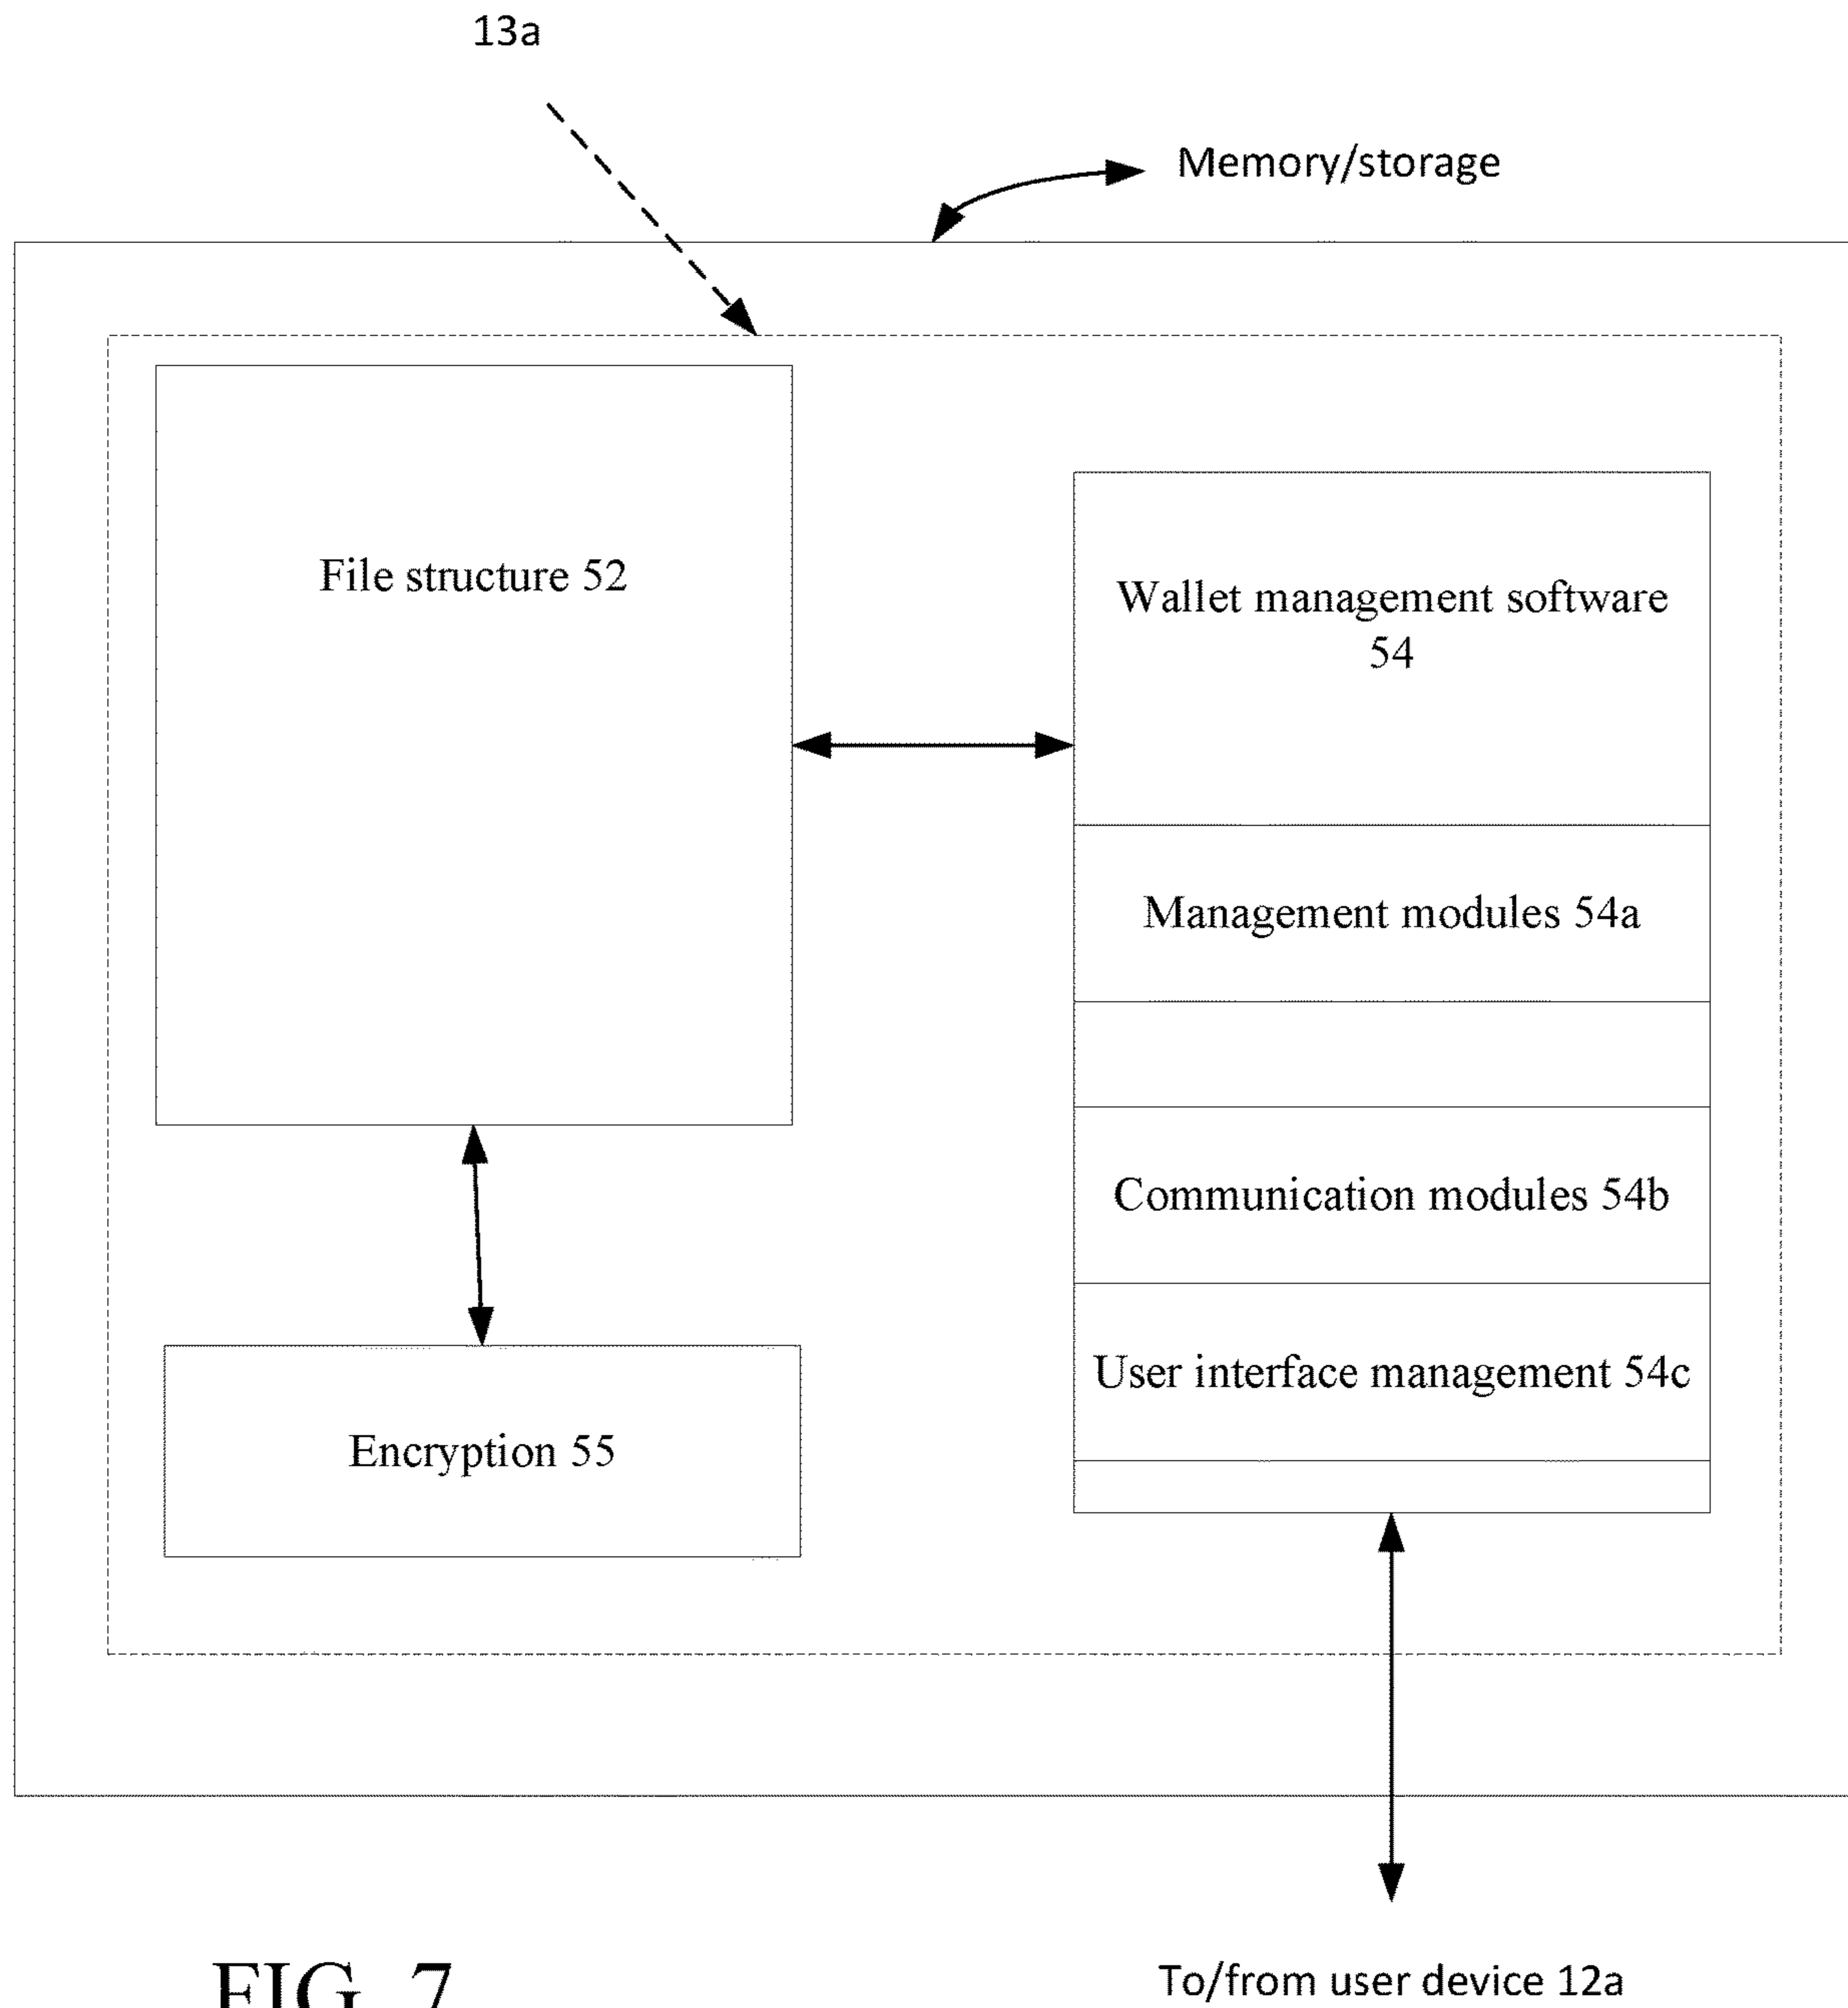 13a
Memory/storage
File structure 52
Wallet management software
54
Management modules 54a
Communication modules 54b
User interface management 54c
Encryption 55
To/from user device 12a
FIG. 7